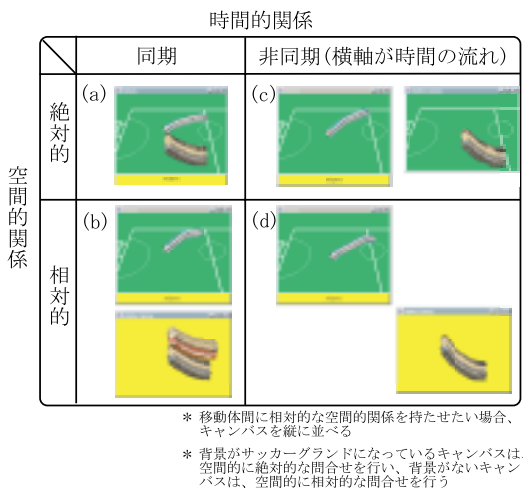 時間的関係
同期
非同期(横軸が時間の流れ)
空間的関係
絶対的
(a)
(c)
相対的
(b)
(d)
＊ 移動体間に相対的な空間的関係を持たせたい場合、
キャンバスを縦に並べる
＊ 背景がサッカーグランドになっているキャンバスは、
空間的に絶対的な問合せを行い、背景がないキャン
バスは、空間的に相対的な問合せを行う